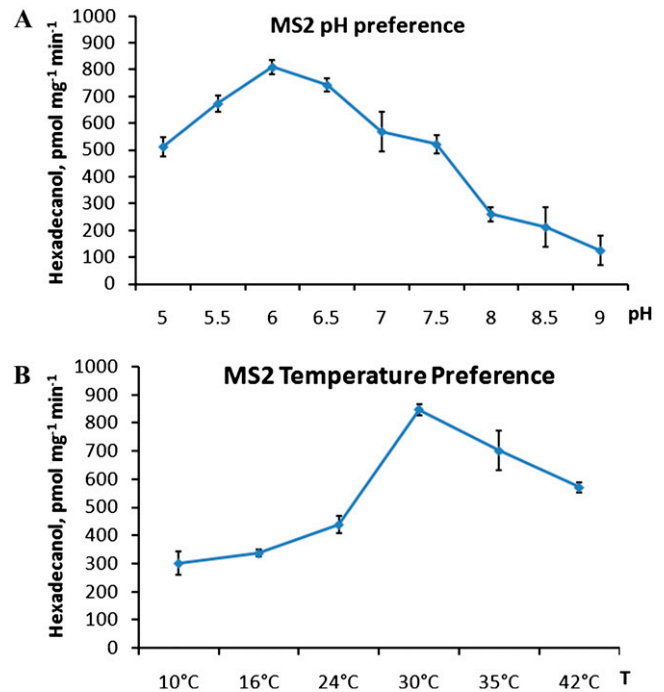 A
MS2 pH preference
Hexadecanol, pmol mg⁻¹ min⁻¹
1000
900
800
700
600
500
400
300
200
100
0
5 5.5 6 6.5 7 7.5 8 8.5 9 pH
B
MS2 Temperature Preference
Hexadecanol, pmol mg⁻¹ min⁻¹
1000
900
800
700
600
500
400
300
200
100
0
10°C 16°C 24°C 30°C 35°C 42°C T